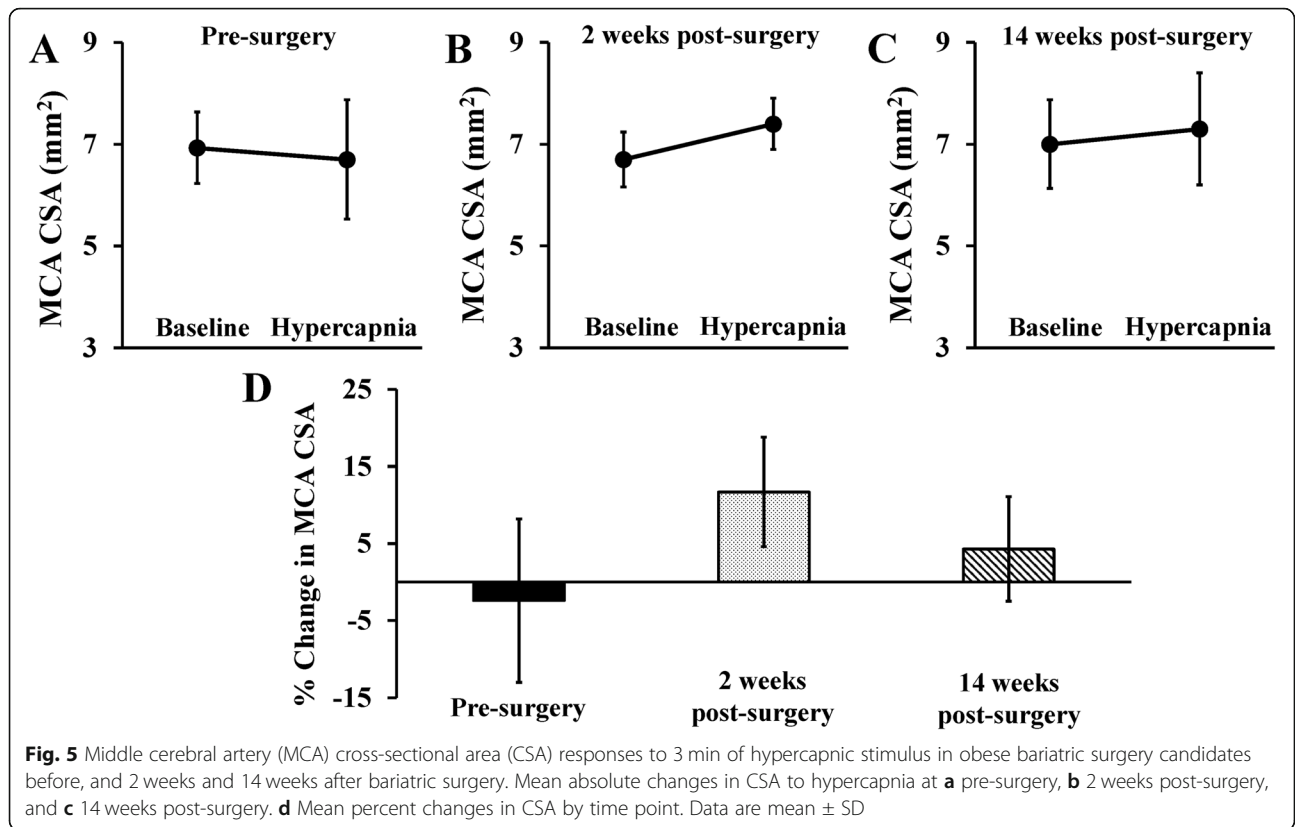 A
Pre-surgery
9
7
5
3
MCA CSA (mm²)
Baseline
Hypercapnia
B
2 weeks post-surgery
9
7
5
3
MCA CSA (mm²)
Baseline
Hypercapnia
C
14 weeks post-surgery
9
7
5
3
MCA CSA (mm²)
Baseline
Hypercapnia
D
25
15
5
-5
-15
% Change in MCA CSA
Pre-surgery
2 weeks
post-surgery
14 weeks
post-surgery
Fig. 5 Middle cerebral artery (MCA) cross-sectional area (CSA) responses to 3 min of hypercapnic stimulus in obese bariatric surgery candidates
before, and 2 weeks and 14 weeks after bariatric surgery. Mean absolute changes in CSA to hypercapnia at a pre-surgery, b 2 weeks post-surgery,
and c 14 weeks post-surgery. d Mean percent changes in CSA by time point. Data are mean ± SD